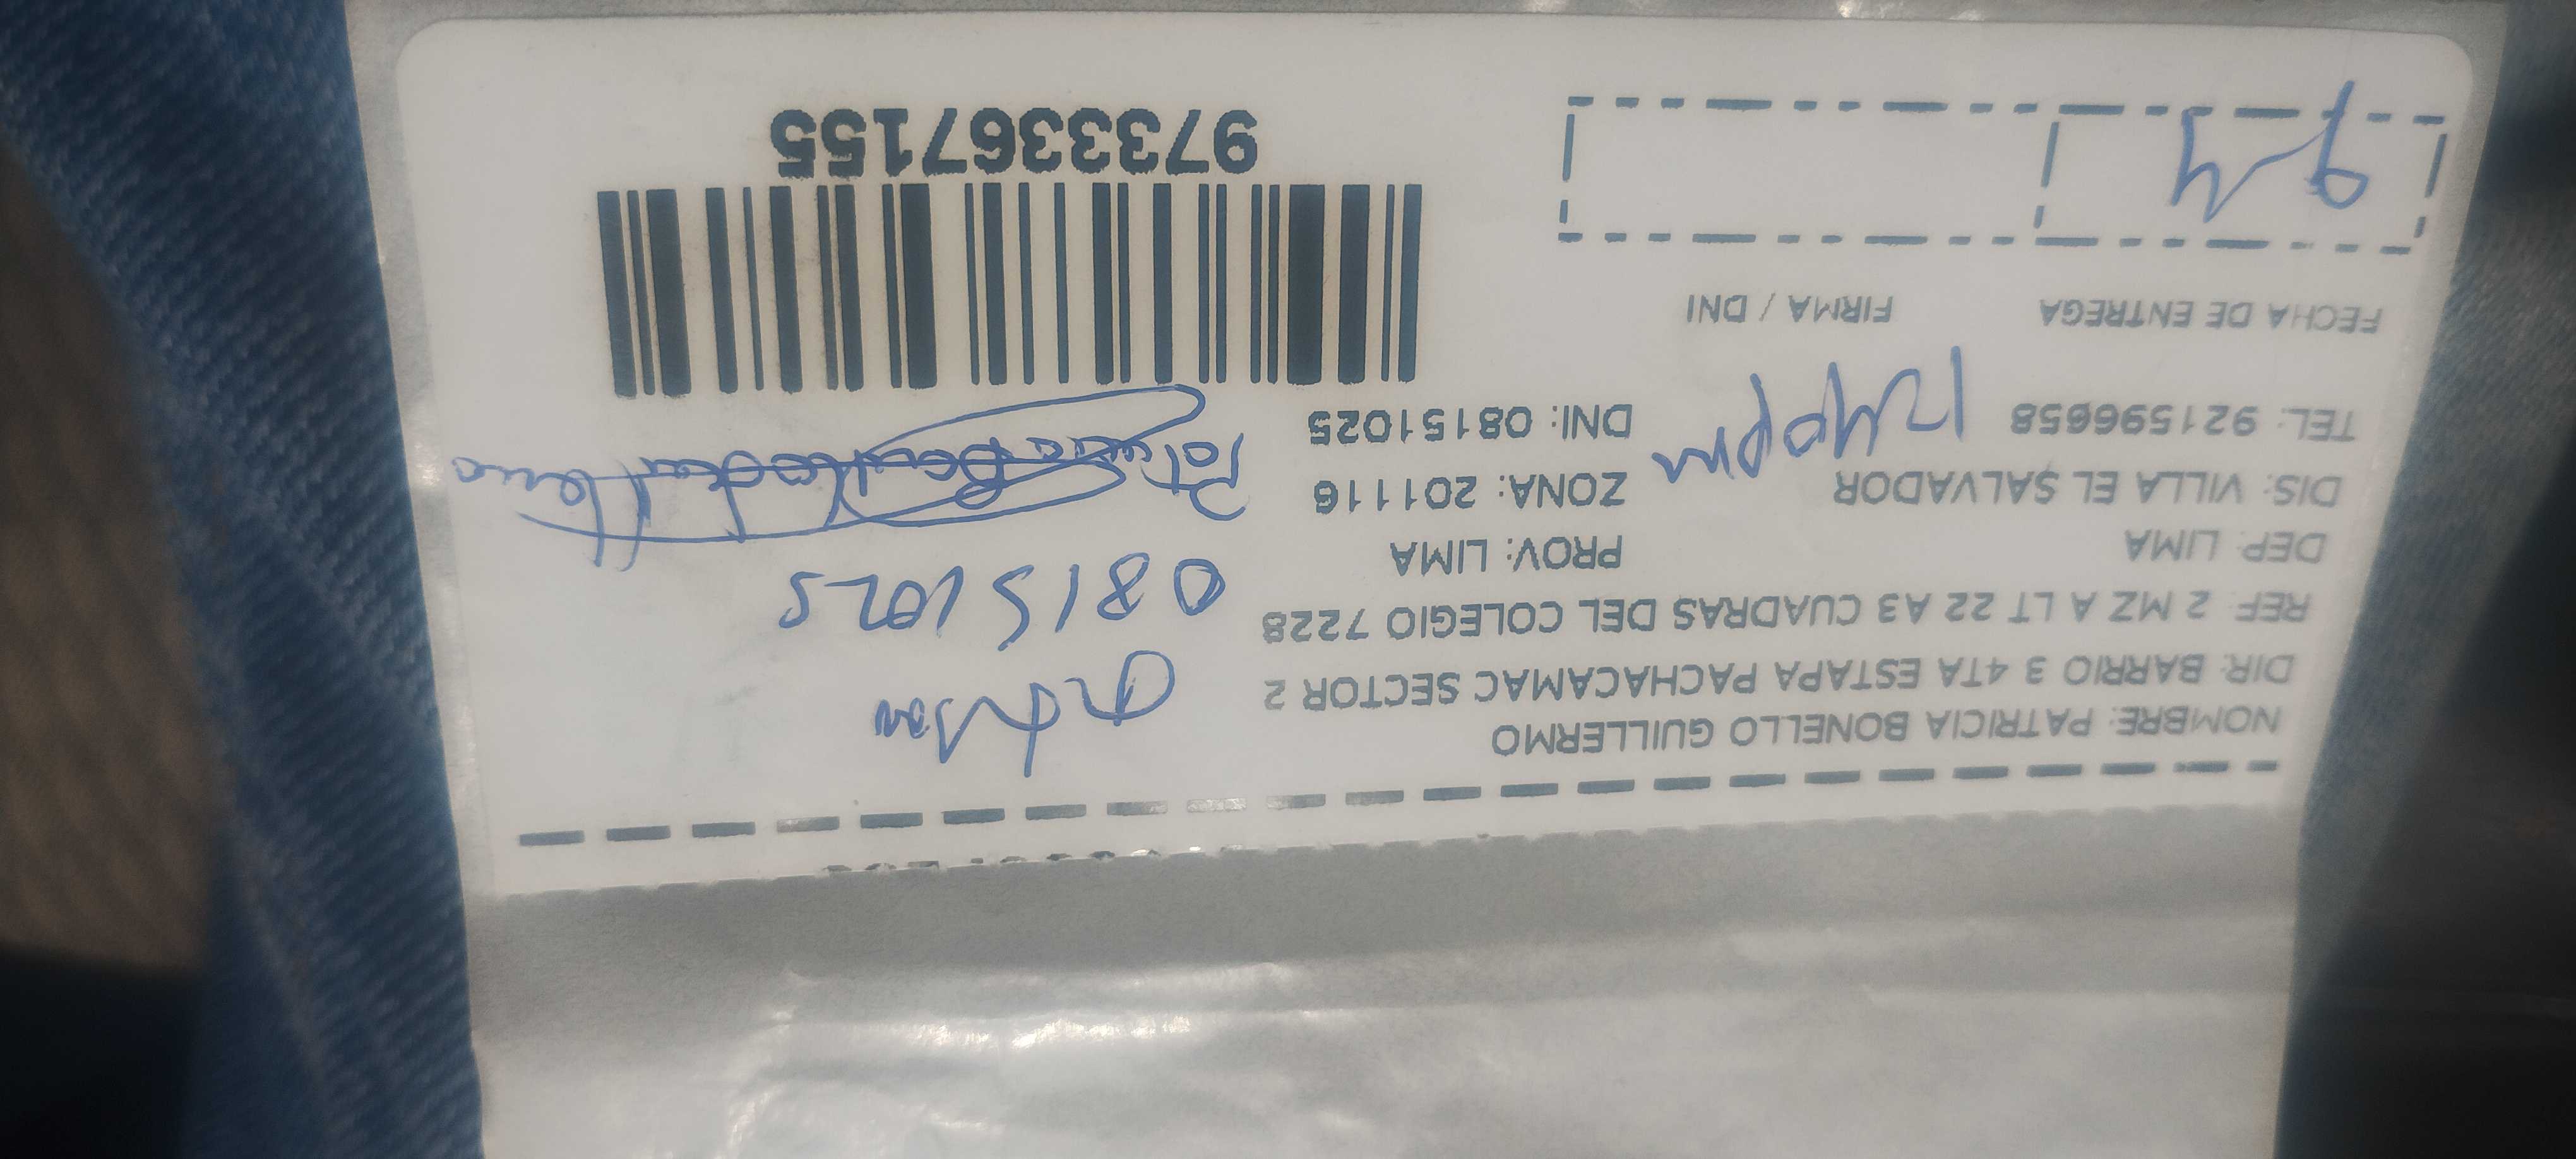 NOMBRE: PATRICIA BONELLO GUILLERMO
DIR: BARRIO 3 4TA ESTAPA PACHACAMAC SECTOR 2
REF: 2 MZ A LT 22 A3 CUADRAS DEL COLEGIO 7228
DEP: LIMA PROV: LIMA
08151025
DIS: VILLA EL SALVADOR ZONA: 201116
TEL: 921596658 DNI: 08151025
FECHA DE ENTREGA FIRMA / DNI
9733367155